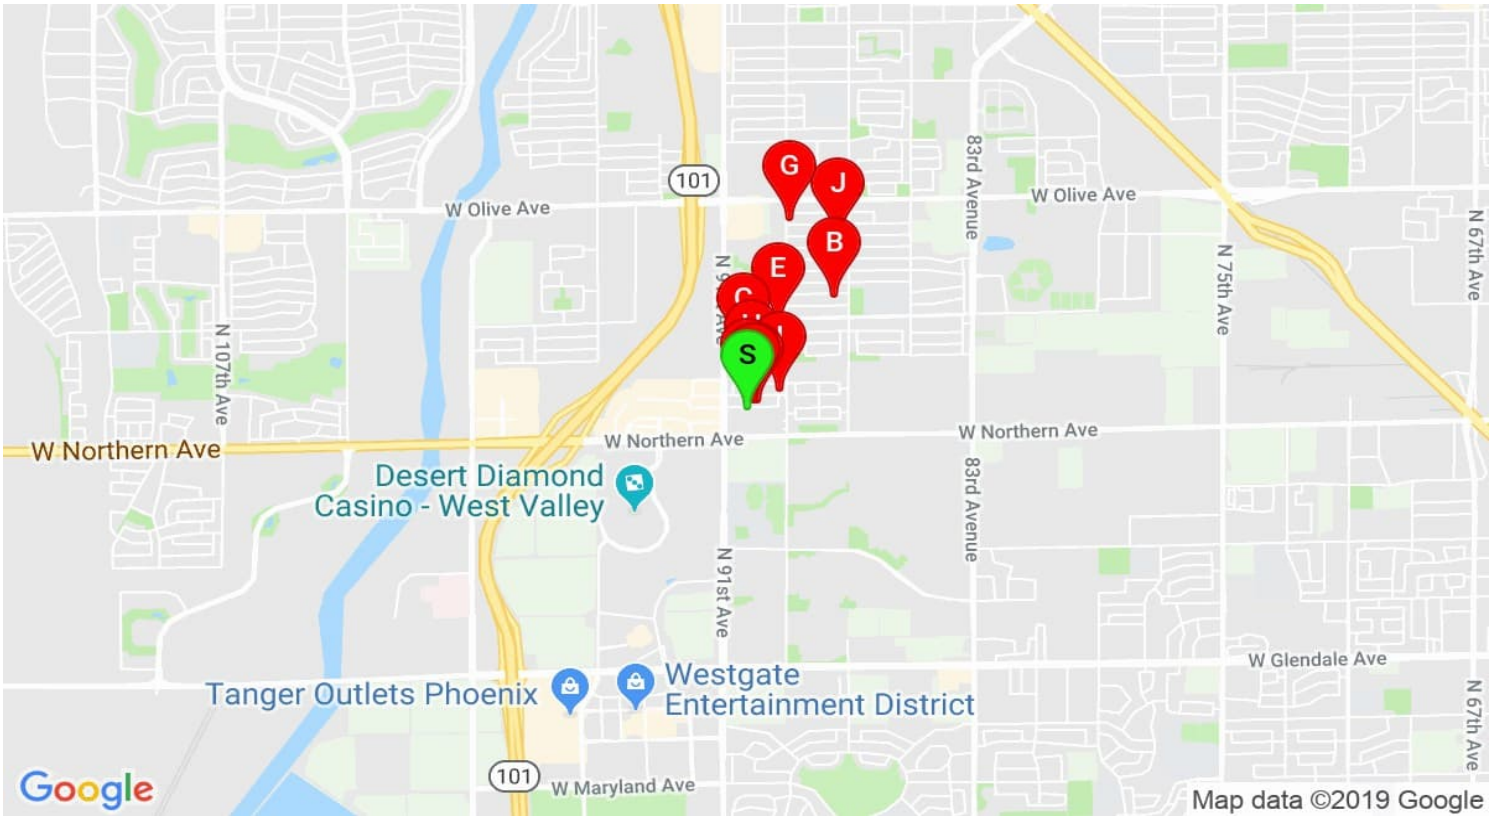 G
J
101
83rd Avenue
W Olive Ave
W Olive Ave
B
N 67th Ave
E
N 75th Ave
N 107th Ave
S
W Northern Ave
W Northern Ave
W Northern Ave
Desert Diamond
Casino - West Valley
83rd Avenue
N 91st Ave
W Glendale Ave
Westgate
Entertainment District
Tanger Outlets Phoenix
N 67th Ave
101
W Maryland Ave
Google
Map data ©2019 Google